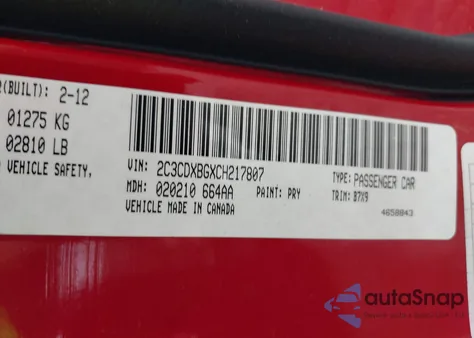 (BUILT): 2-12
01275 KG
02810 LB
VEHICLE SAFETY,
VIN: 2C3CDXBGXCH217807
TYPE: PASSENGER CAR
MDH: 020210 664AA
PAINT: PRY
TRIM: B7X9
VEHICLE MADE IN CANADA
4658843
autoSnap